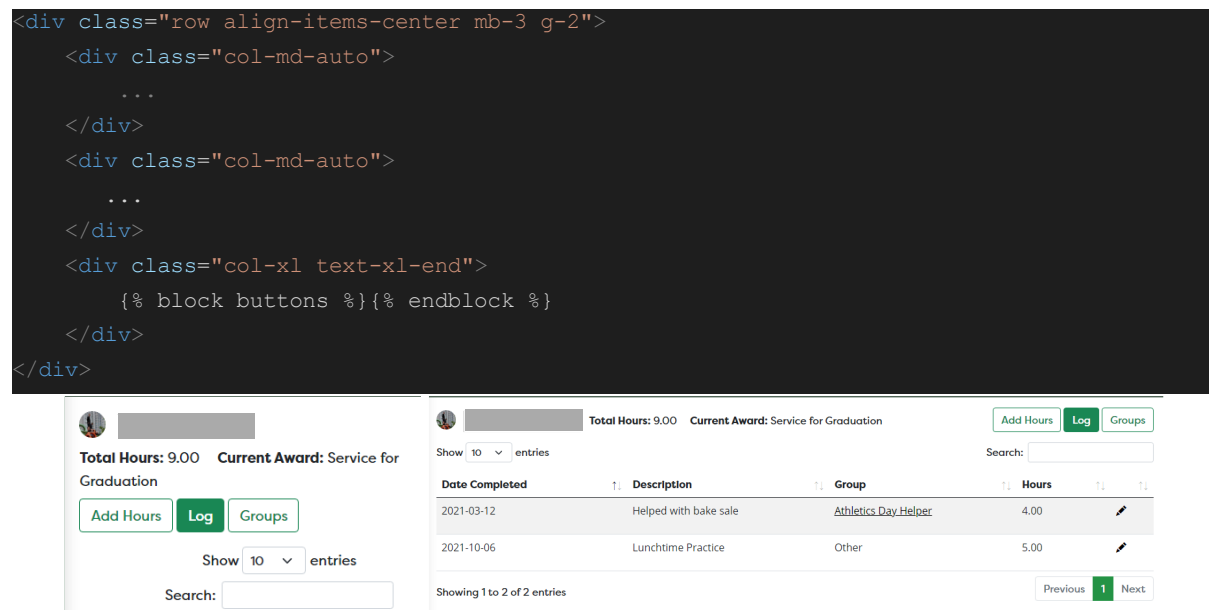 <div class="row align-items-center mb-3 g-2">
    <div class="col-md-auto">
        ...
    </div>
    <div class="col-md-auto">
       ...
    </div>
    <div class="col-xl text-xl-end">
        {% block buttons %}{% endblock %}
    </div>
</div>
Total Hours: 9.00 Current Award: Service for
Graduation
Add Hours Log Groups
Show 10 entries
Search:
Total Hours: 9.00 Current Award: Service for Graduation Add Hours Log Groups
Show 10 entries Search:
Date Completed ↑↓ Description ↑↓ Group ↑↓ Hours ↑↓ ↑↓
2021-03-12 Helped with bake sale Athletics Day Helper 4.00
2021-10-06 Lunchtime Practice Other 5.00
Showing 1 to 2 of 2 entries Previous 1 Next